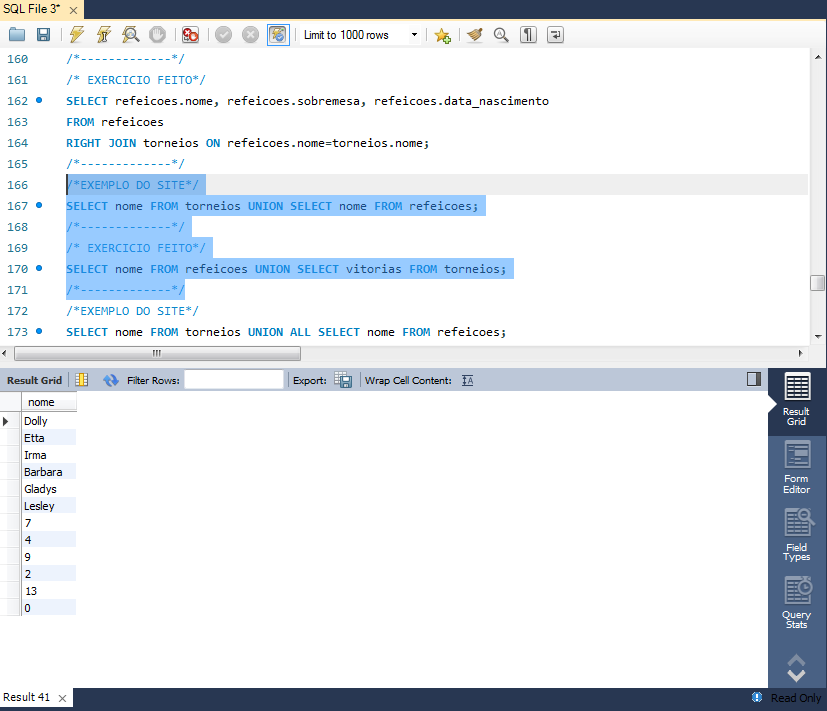 SQL File 3* ×
Limit to 1000 rows
160 /*-------------*/
161 /* EXERCICIO FEITO*/
162 SELECT refeicoes.nome, refeicoes.sobremesa, refeicoes.data_nascimento
163 FROM refeicoes
164 RIGHT JOIN torneios ON refeicoes.nome=torneios.nome;
165 /*-------------*/
166 /*EXEMPLO DO SITE*/
167 SELECT nome FROM torneios UNION SELECT nome FROM refeicoes;
168 /*-------------*/
169 /* EXERCICIO FEITO*/
170 SELECT nome FROM refeicoes UNION SELECT vitorias FROM torneios;
171 /*-------------*/
172 /*EXEMPLO DO SITE*/
173 SELECT nome FROM torneios UNION ALL SELECT nome FROM refeicoes;
Result Grid Filter Rows: Export: Wrap Cell Content:
nome
Dolly
Etta
Irma
Barbara
Gladys
Lesley
7
4
9
2
13
0
Result
Grid
Form
Editor
Field
Types
Query
Stats
Result 41 ×
Read Only